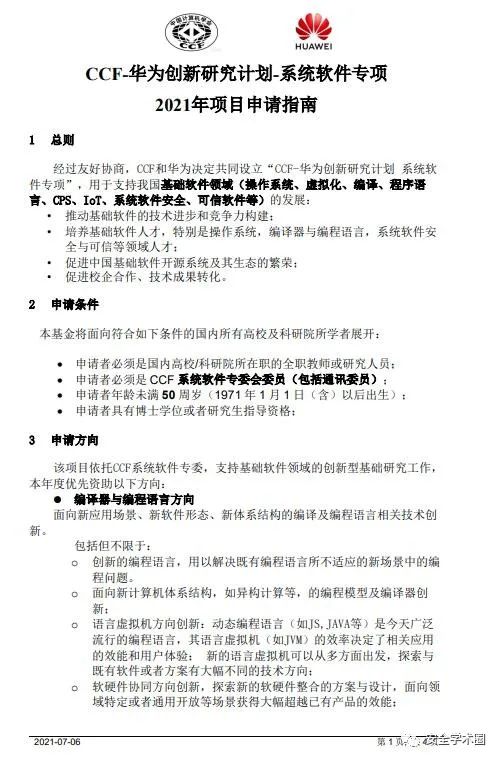 中国计算机学会
CCF
HUAWEI
CCF-华为创新研究计划-系统软件专项
2021年项目申请指南
1 总则
经过友好协商，CCF和华为决定共同设立“CCF-华为创新研究计划 系统软
件专项”，用于支持我国基础软件领域（操作系统、虚拟化、编译、程序语
言、CPS、IoT、系统软件安全、可信软件等）的发展：
• 推动基础软件的技术进步和竞争力构建；
• 培养基础软件人才，特别是操作系统，编译器与编程语言，系统软件安
全与可信等领域人才；
• 促进中国基础软件开源系统及其生态的繁荣；
• 促进校企合作、技术成果转化。
2 申请条件
本基金将面向符合如下条件的国内所有高校及科研院所学者展开：
• 申请者必须是国内高校/科研院所在职的全职教师或研究人员；
• 申请者必须是 CCF 系统软件专委会委员（包括通讯委员）；
• 申请者年龄未满 50 周岁（1971 年 1 月 1 日（含）以后出生）；
• 申请者具有博士学位或者研究生指导资格；
3 申请方向
该项目依托CCF系统软件专委，支持基础软件领域的创新型基础研究工作，
本年度优先资助以下方向：
● 编译器与编程语言方向
面向新应用场景、新软件形态、新体系结构的编译及编程语言相关技术创
新。
包括但不限于：
o 创新的编程语言，用以解决既有编程语言所不适应的新场景中的编
程问题。
o 面向新计算机体系结构，如异构计算等，的编程模型及编译器创
新；
o 语言虚拟机方向创新：动态编程语言（如JS,JAVA等）是今天广泛
流行的编程语言，其语言虚拟机（如JVM）的效率决定了相关应用
的效能和用户体验； 新的语言虚拟机可以从多方面出发，探索与
既有软件或者方案有大幅不同的技术方向；
o 软硬件协同方向创新，探索新的软硬件整合的方案与设计，面向领
域特定或者通用开放等场景获得大幅超越已有产品的效能；
2021-07-06
第 1 页
安全学术圈